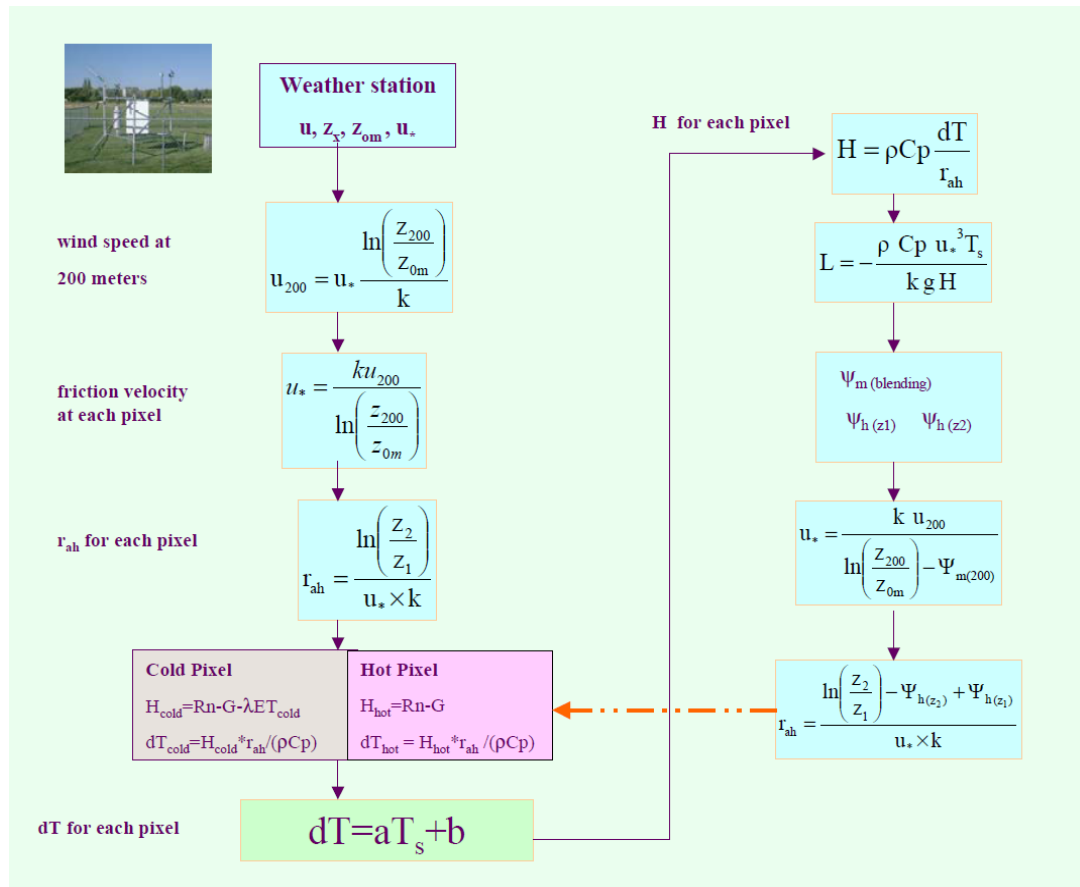 Weather station
u, z_x, z_om, u_*
wind speed at
200 meters
u_200 = u_* ln(z_200/z_0m) / k
friction velocity
at each pixel
u_* = ku_200 / ln(z_200/z_0m)
r_ah for each pixel
r_ah = ln(z_2/z_1) / (u_* × k)
Cold Pixel
H_cold=Rn-G-λET_cold
dT_cold=H_cold*r_ah/(ρCp)
Hot Pixel
H_hot=Rn-G
dT_hot = H_hot*r_ah /(ρCp)
dT for each pixel
dT=aT_s+b
H for each pixel
H = ρCp dT/r_ah
L = - ρ Cp u_*^3 T_s / k g H
Ψ_m (blending)
Ψ_h (z1) Ψ_h (z2)
u_* = k u_200 / (ln(z_200/z_0m) − Ψ_m(200))
r_ah = (ln(z_2/z_1) − Ψ_h(z_2) + Ψ_h(z_1)) / (u_* × k)